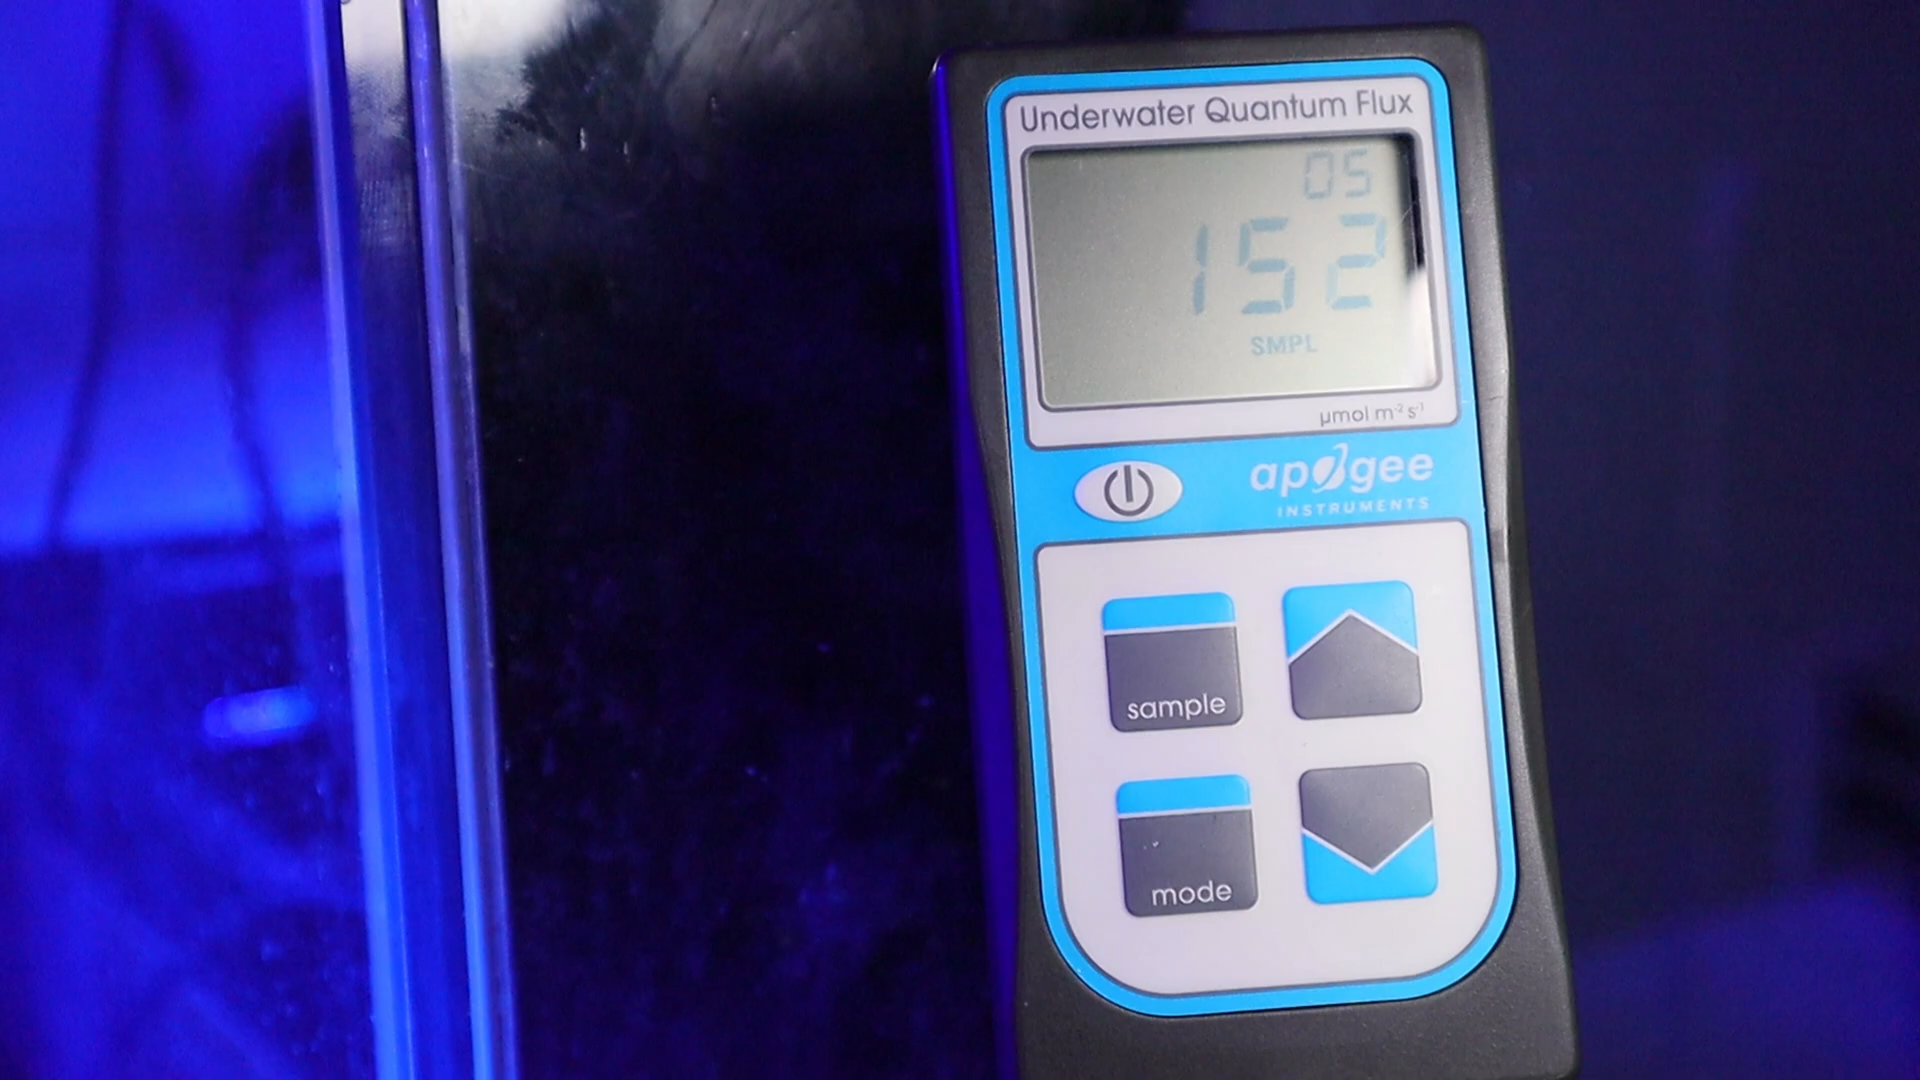 Underwater Quantum Flux
05
152
SMPL
µmol m⁻² s⁻¹
apogee
INSTRUMENTS
sample
mode